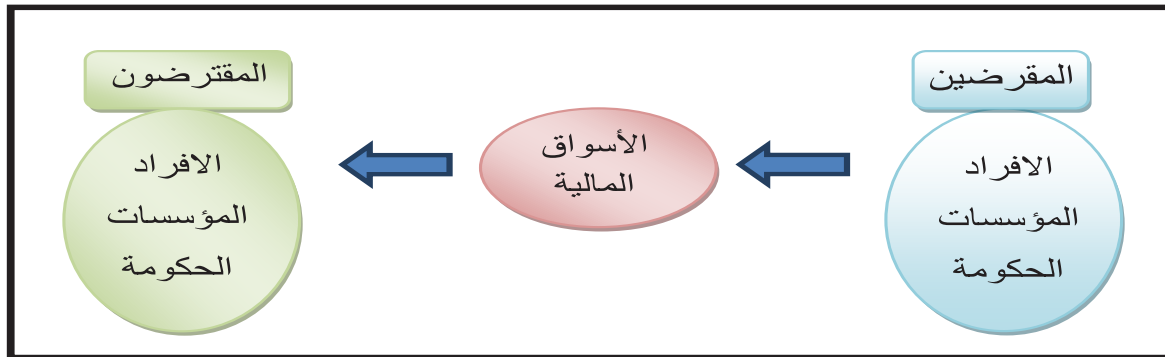 المقرضين
الافراد
المؤسسات
الحكومة
الأسواق
المالية
المقترضون
الافراد
المؤسسات
الحكومة